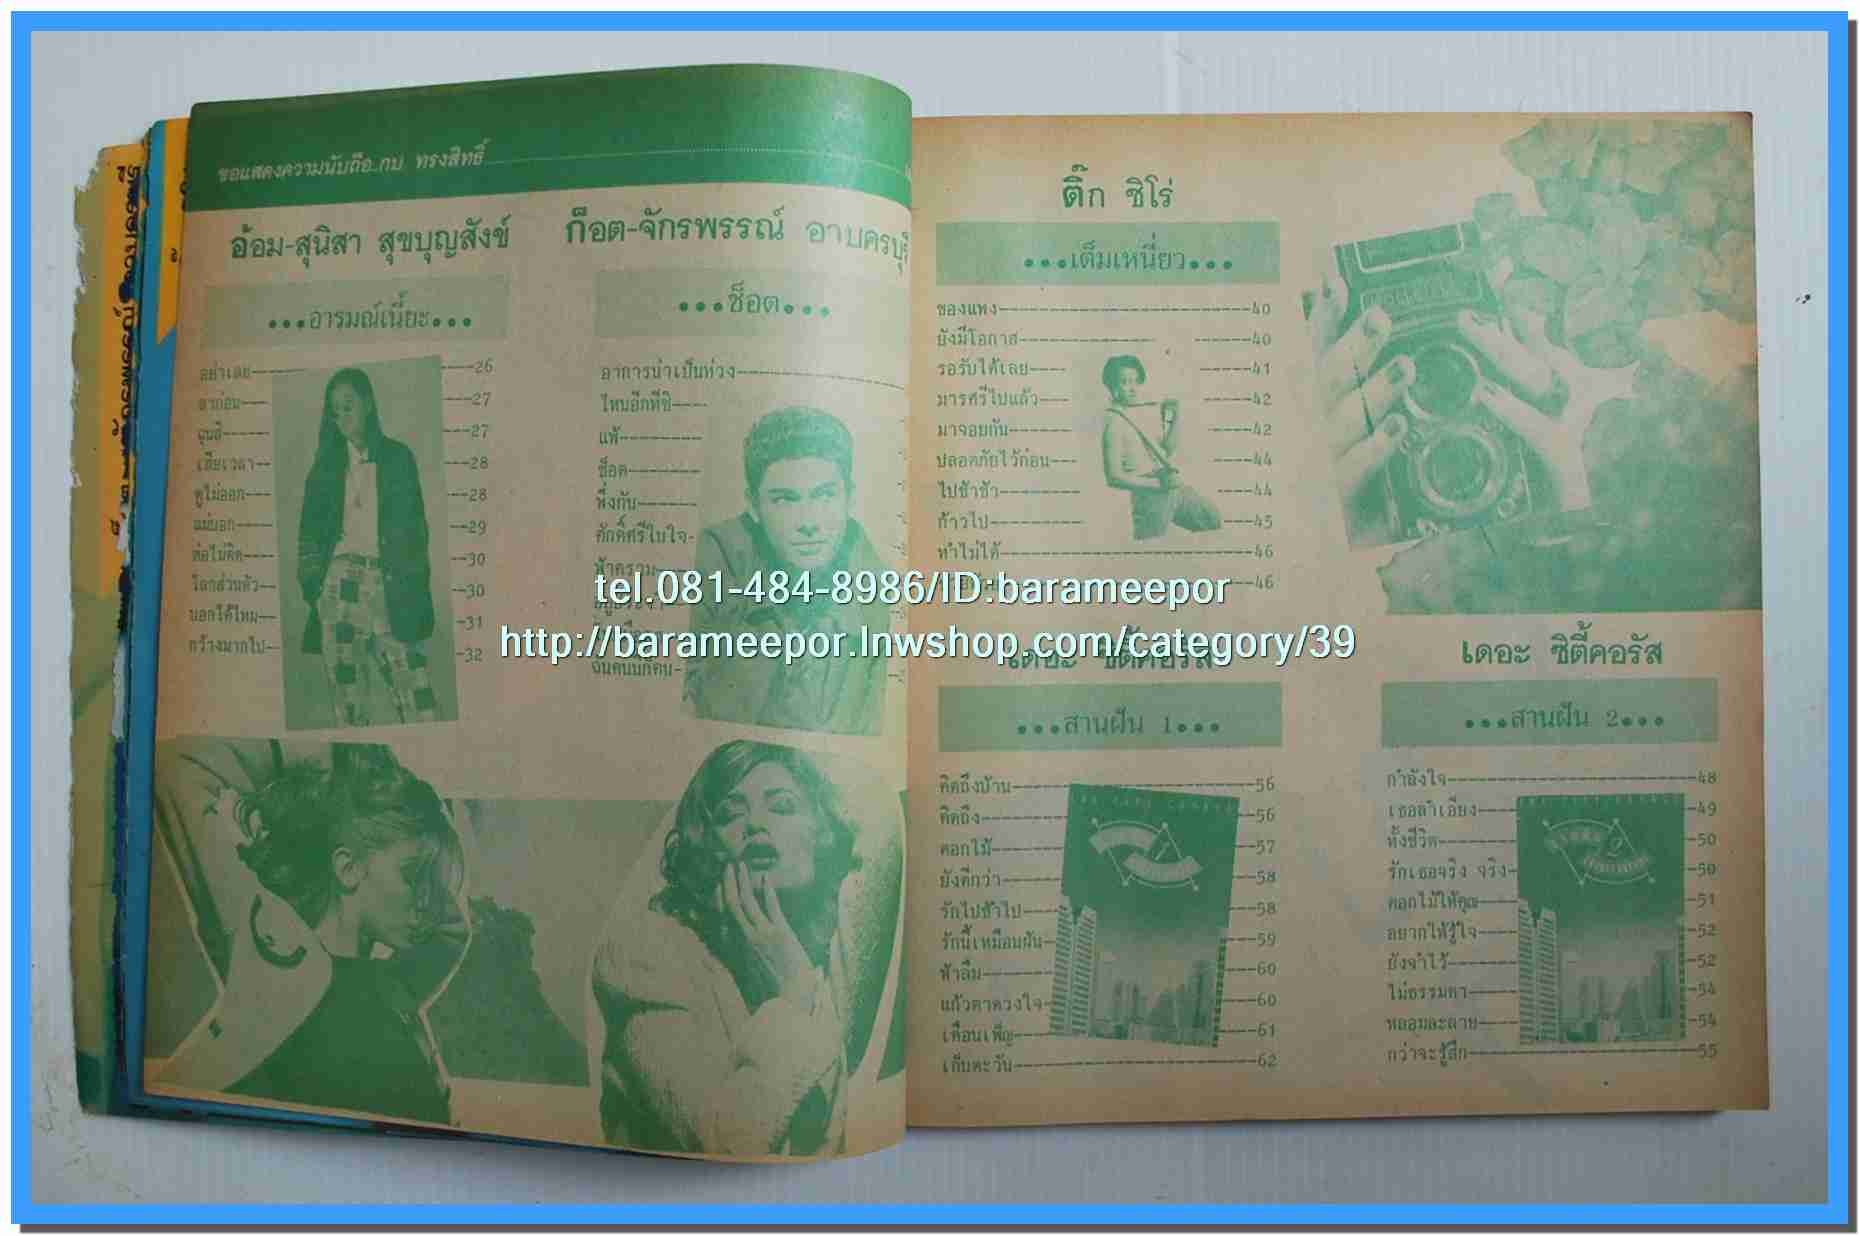 ขอแสดงความนับถือ..กบ ทรงสิทธิ์
อ้อม-สุนิสา สุขบุญสังข์
...อารมณ์เนี้ยะ...
อย่าเลย 26
ลาก่อน 27
27
เสียเวลา 28
ดูไม่ออก 28
แม่บอก 29
ต่อไม่ติด 30
โลกส่วนตัว 30
บอกได้ไหม 31
กว้างมากไป 32
ก็อต-จักรพรรณ์ อาบครบุรี
...ช็อต...
อาการน่าเป็นห่วง
ไหนอีกทีซิ
แพ้
ช็อต
พึ่งกับ
ศักดิ์ศรีใบใจ
ฟ้าคราม
ติ๊ก ชิโร่
...เต็มเหนี่ยว...
ของแพง 40
ยังมีโอกาส 40
รอรับได้เลย 41
มารศรีไปแล้ว 42
มาจอยกัน 42
ปลอดภัยไว้ก่อน 44
ไปช้าช้า 44
ก้าวไป 45
ทำไม่ได้ 46
46
tel.081-484-8986/ID:barameepor
http://barameepor.lnwshop.com/category/39
เดอะ ซิตี้คอรัส
...สานฝัน 1...
คิดถึงบ้าน 56
คิดถึง 56
ดอกไม้ 57
ยังดีกว่า 58
รักไปช้ำไป 58
รักนี้เหมือนฝัน 59
ฟ้าลืม 60
แก้วตาดวงใจ 60
เดือนเพ็ญ 61
เก็บตะวัน 62
เดอะ ซิตี้คอรัส
...สานฝัน 2...
กำลังใจ 48
เธอลำเอียง 49
ทั้งชีวิต 50
รักเธอจริง จริง 50
ดอกไม้ให้คุณ 51
อยากให้รู้ใจ 52
ยังจำไว้ 52
ไม่ธรรมดา 54
หลอมละลาย 54
กว่าจะรู้สึก 55